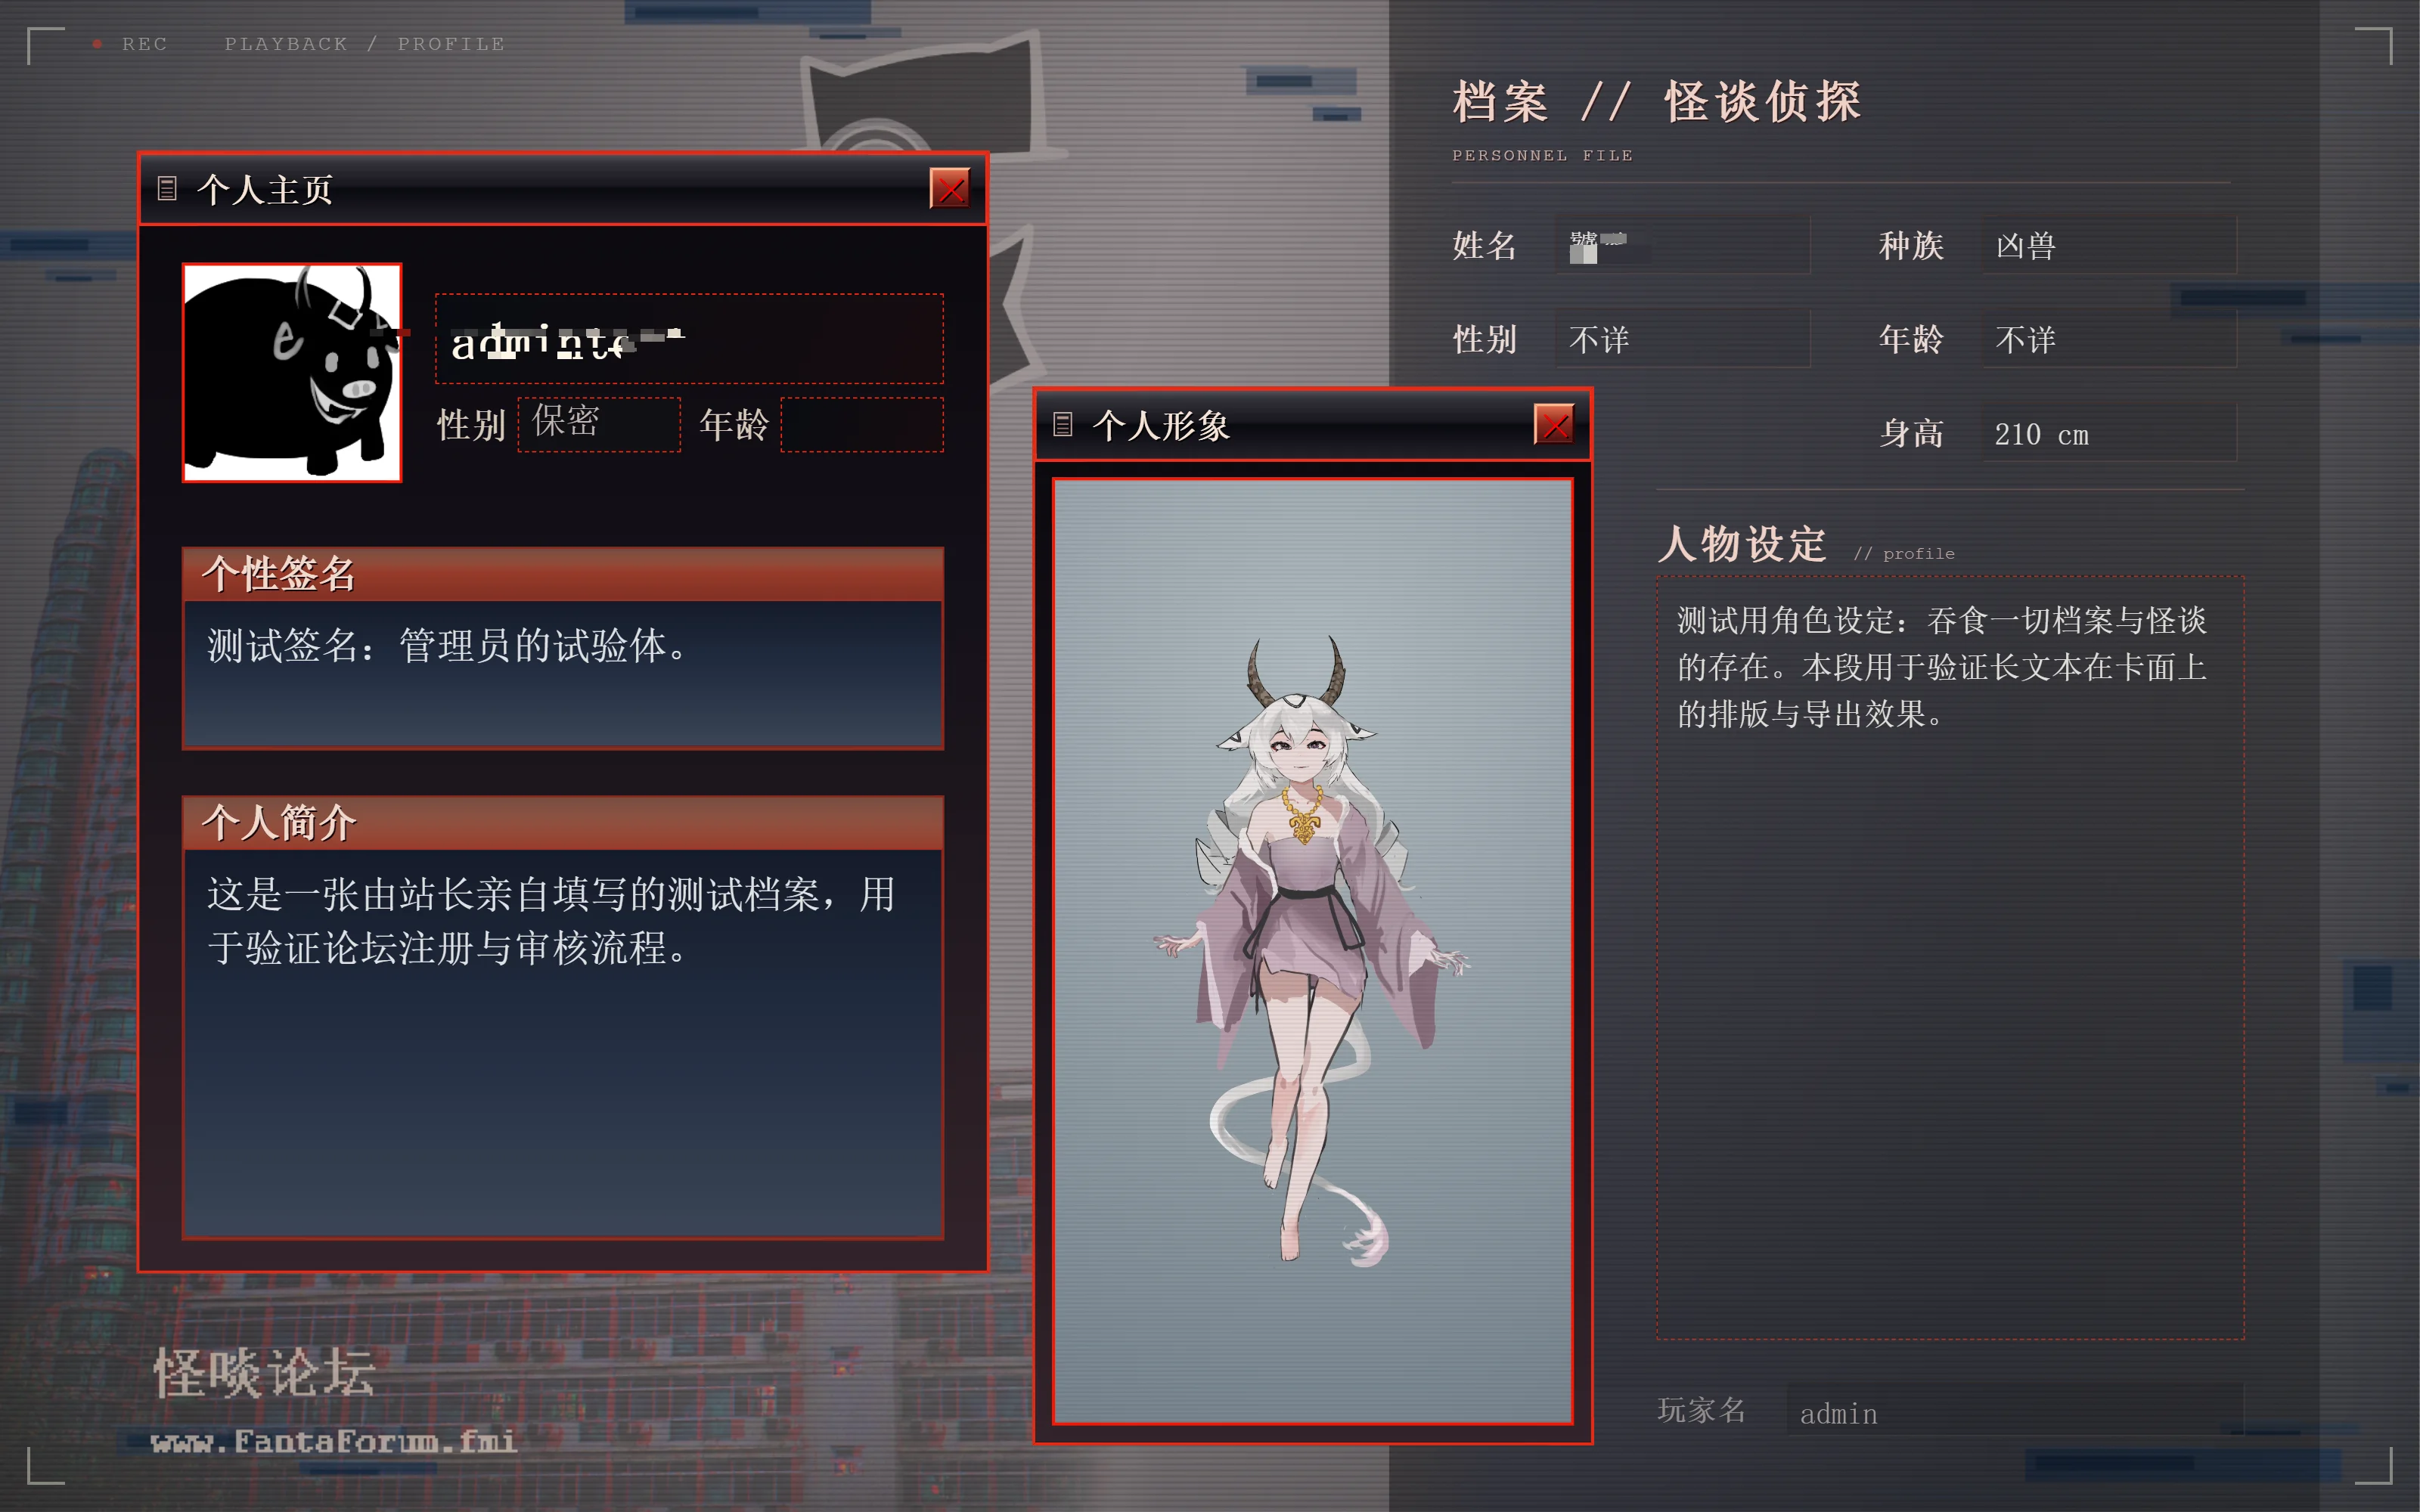 REC PLAYBACK / PROFILE
个人主页
性别 保密 年龄
个性签名
测试签名：管理员的试验体。
个人简介
这是一张由站长亲自填写的测试档案，用
于验证论坛注册与审核流程。
怪啖论坛
www.FantaForum.fmi
个人形象
档案 // 怪谈侦探
PERSONNEL FILE
姓名
种族 凶兽
性别 不详
年龄 不详
身高 210 cm
人物设定 // profile
测试用角色设定：吞食一切档案与怪谈
的存在。本段用于验证长文本在卡面上
的排版与导出效果。
玩家名 admin